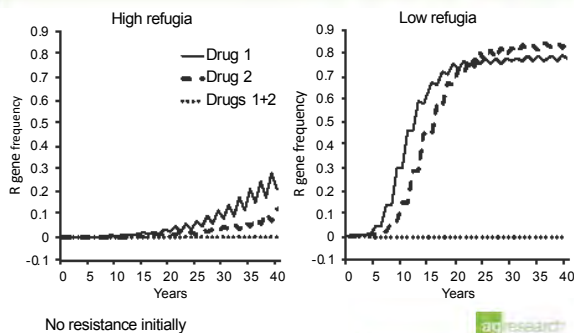 High refugia
0.9
0.8
0.7
0.6
0.5
0.4
0.3
0.2
0.1
0
-0.1
R gene frequency
Drug 1
Drug 2
Drugs 1+2
0 5 10 15 20 25 30 35 40
Years
Low refugia
0.9
0.8
0.7
0.6
0.5
0.4
0.3
0.2
0.1
0
-0.1
R gene frequency
0 5 10 15 20 25 30 35 40
Years
No resistance initially
agresearch